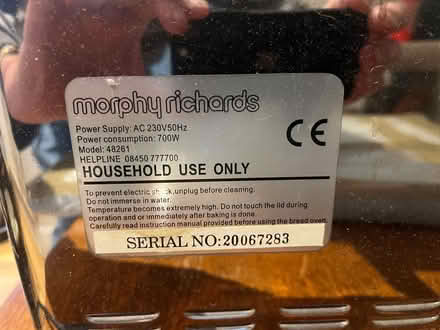 morphy richards
Power Supply: AC 230V50Hz
Power consumption: 700W
Model: 48261
HELPLINE 08450 777700
CE
HOUSEHOLD USE ONLY
To prevent electric shock,unplug before cleaning.
Do not immerse in water.
Temperature becomes extremely high. Do not touch the lid during
operation and or immediately after baking is done.
Carefully read instruction manual provided before using the bread oven.
SERIAL NO:20067283